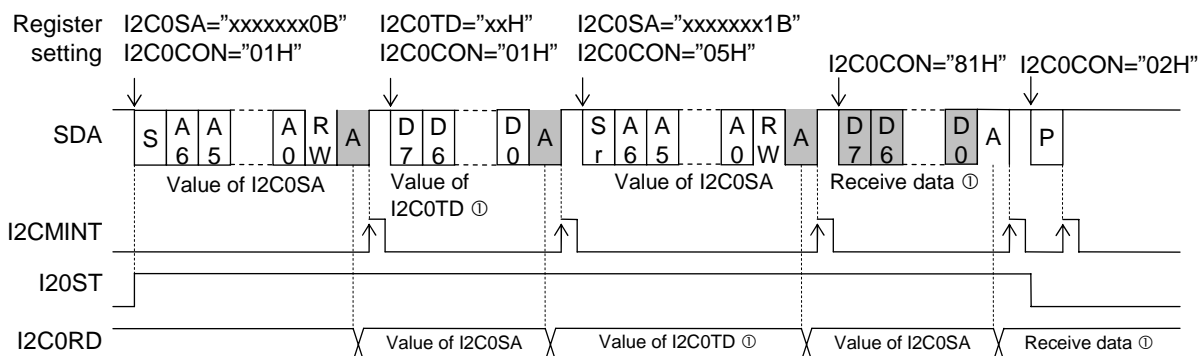 Register setting
I2C0SA="xxxxxxx0B"
I2C0CON="01H"
I2C0TD="xxH"
I2C0CON="01H"
I2C0SA="xxxxxxx1B"
I2C0CON="05H"
I2C0CON="81H"
I2C0CON="02H"
SDA
S A6 A5 A0 RW A D7 D6 D0 A Sr A6 A5 A0 RW A D7 D6 D0 A P
Value of I2C0SA
Value of I2C0TD ①
Value of I2C0SA
Receive data ①
I2CMINT
I20ST
I2C0RD
Value of I2C0SA
Value of I2C0TD ①
Value of I2C0SA
Receive data ①